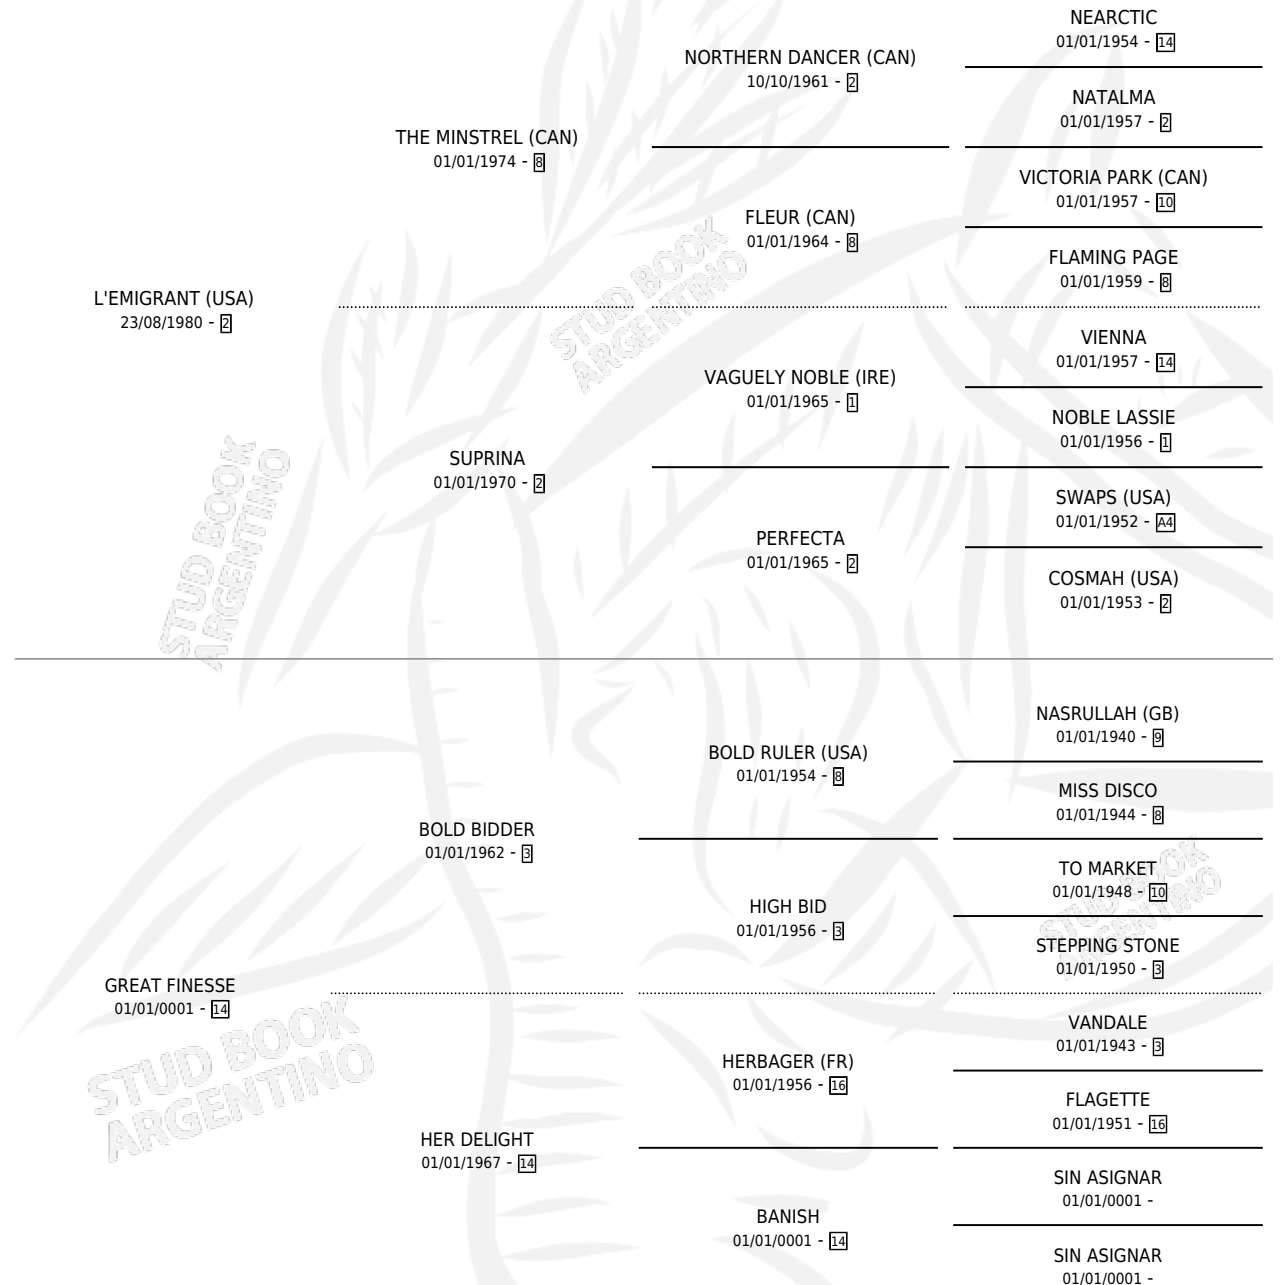 NEARCTIC
01/01/1954 - 14
NORTHERN DANCER (CAN)
10/10/1961 - 2
NATALMA
01/01/1957 - 2
THE MINSTREL (CAN)
01/01/1974 - 8
VICTORIA PARK (CAN)
01/01/1957 - 10
FLEUR (CAN)
01/01/1964 - 8
FLAMING PAGE
01/01/1959 - 8
L'EMIGRANT (USA)
23/08/1980 - 2
VIENNA
01/01/1957 - 14
VAGUELY NOBLE (IRE)
01/01/1965 - 1
NOBLE LASSIE
01/01/1956 - 1
SUPRINA
01/01/1970 - 2
SWAPS (USA)
01/01/1952 - A4
PERFECTA
01/01/1965 - 2
COSMAH (USA)
01/01/1953 - 2
NASRULLAH (GB)
01/01/1940 - 9
BOLD RULER (USA)
01/01/1954 - 8
MISS DISCO
01/01/1944 - 8
BOLD BIDDER
01/01/1962 - 3
TO MARKET
01/01/1948 - 10
HIGH BID
01/01/1956 - 3
STEPPING STONE
01/01/1950 - 3
GREAT FINESSE
01/01/0001 - 14
VANDALE
01/01/1943 - 3
HERBAGER (FR)
01/01/1956 - 16
FLAGETTE
01/01/1951 - 16
HER DELIGHT
01/01/1967 - 14
SIN ASIGNAR
01/01/0001 -
BANISH
01/01/0001 - 14
SIN ASIGNAR
01/01/0001 -
STUD BOOK
ARGENTINO
STUD BOOK
ARGENTINO
STUD BOOK
ARGENTINO
STUD BOOK
ARGENTINO